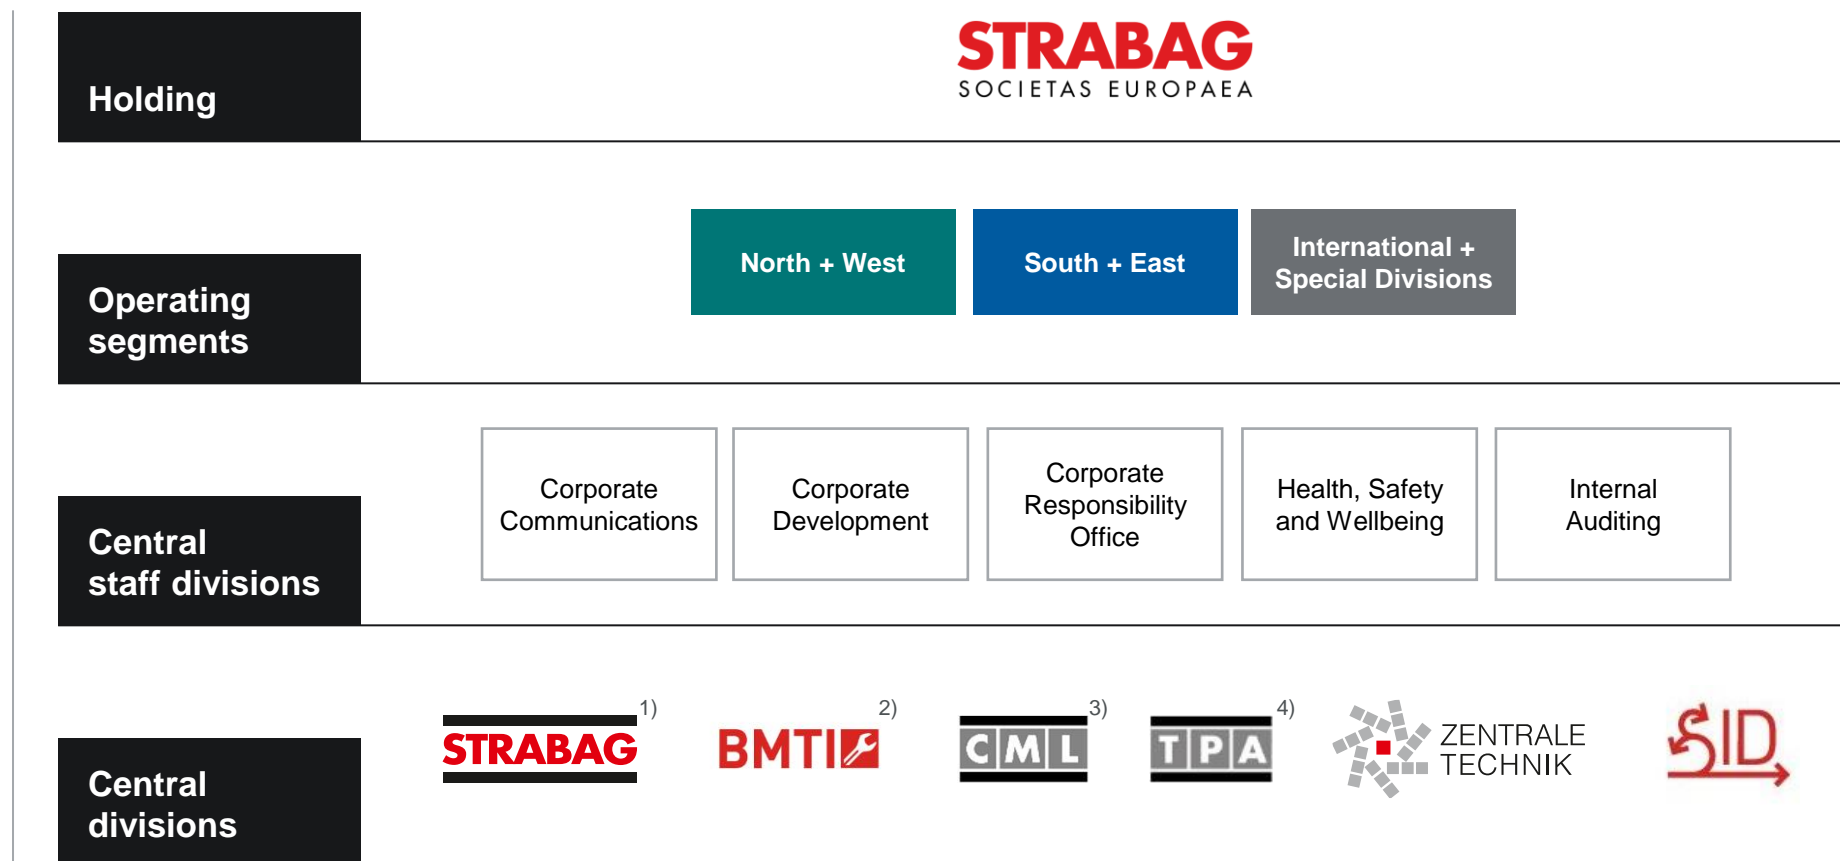 Holding
STRABAG
SOCIETAS EUROPAEA
Operating
segments
North + West
South + East
International +
Special Divisions
Central
staff divisions
Corporate
Communications
Corporate
Development
Corporate
Responsibility
Office
Health, Safety
and Wellbeing
Internal
Auditing
Central
divisions
STRABAG 1)
BMTI 2)
CML 3)
TPA 4)
ZENTRALE
TECHNIK
SID